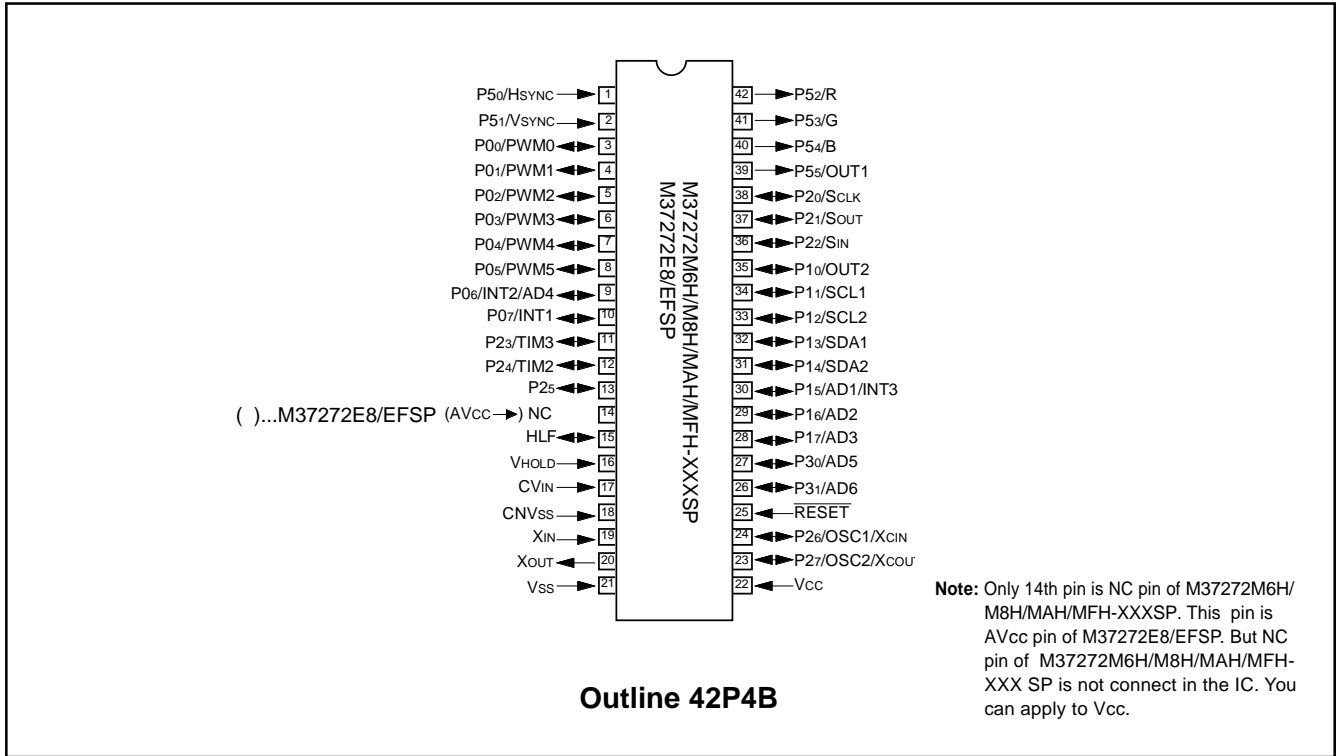 P50/HSYNC 1
P51/VSYNC 2
P00/PWM0 3
P01/PWM1 4
P02/PWM2 5
P03/PWM3 6
P04/PWM4 7
P05/PWM5 8
P06/INT2/AD4 9
P07/INT1 10
P23/TIM3 11
P24/TIM2 12
P25 13
( )...M37272E8/EFSP (AVCC→) NC 14
HLF 15
VHOLD 16
CVIN 17
CNVSS 18
XIN 19
XOUT 20
VSS 21
M37272M6H/M8H/MAH/MFH-XXXSP
M37272E8/EFSP
42 P52/R
41 P53/G
40 P54/B
39 P55/OUT1
38 P20/SCLK
37 P21/SOUT
36 P22/SIN
35 P10/OUT2
34 P11/SCL1
33 P12/SCL2
32 P13/SDA1
31 P14/SDA2
30 P15/AD1/INT3
29 P16/AD2
28 P17/AD3
27 P30/AD5
26 P31/AD6
25 RESET
24 P26/OSC1/XCIN
23 P27/OSC2/XCOU
22 VCC
Note: Only 14th pin is NC pin of M37272M6H/
M8H/MAH/MFH-XXXSP. This pin is
AVcc pin of M37272E8/EFSP. But NC
pin of M37272M6H/M8H/MAH/MFH-
XXX SP is not connect in the IC. You
can apply to Vcc.
Outline 42P4B